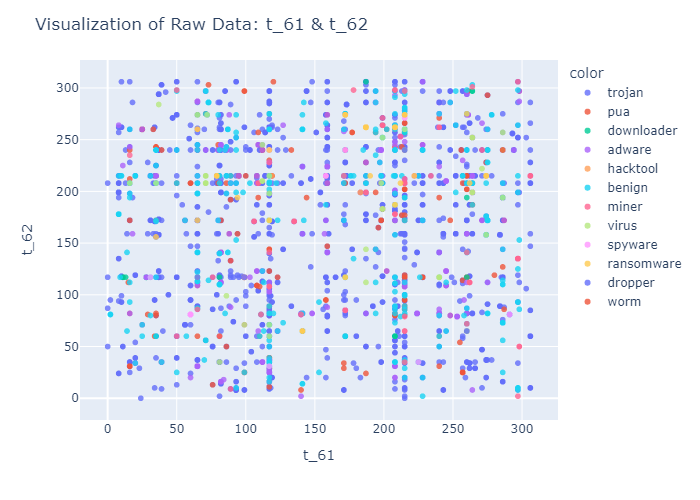 Visualization of Raw Data: t_61 & t_62
color
trojan
pua
downloader
adware
hacktool
benign
miner
virus
spyware
ransomware
dropper
worm
300
250
200
150
100
50
0
t_62
0 50 100 150 200 250 300
t_61